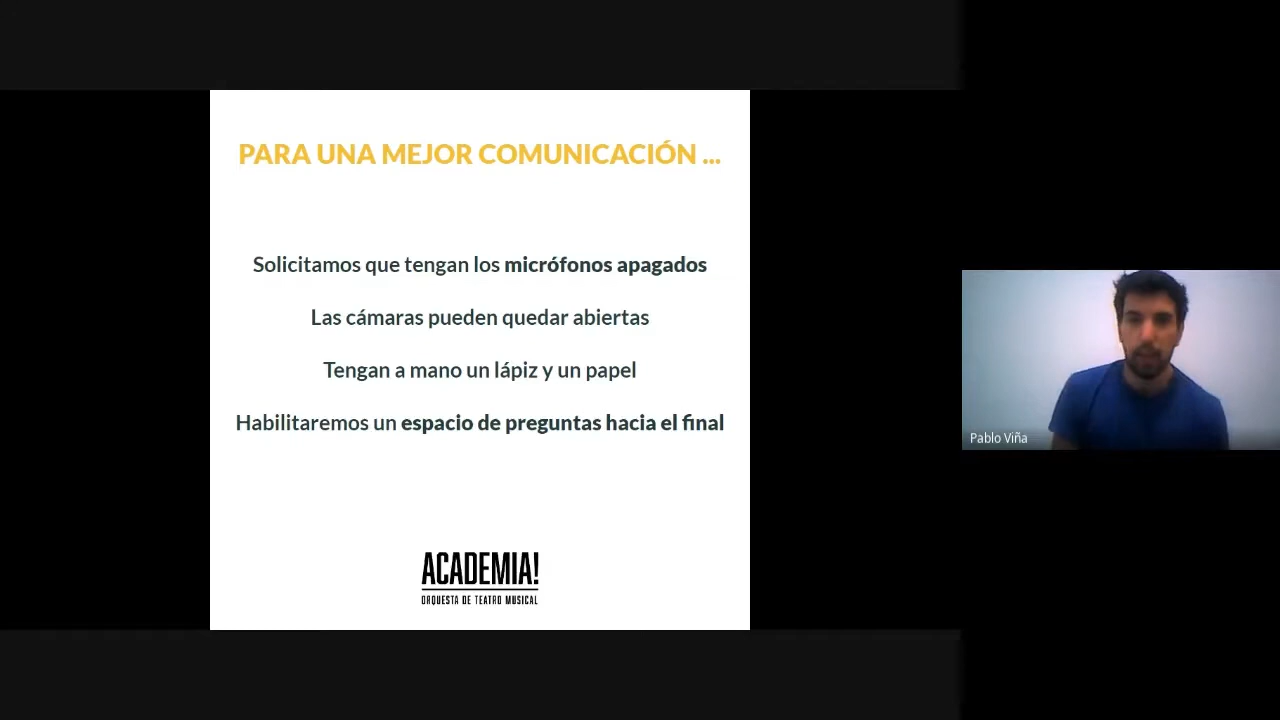 PARA UNA MEJOR COMUNICACIÓN ...
Solicitamos que tengan los micrófonos apagados
Las cámaras pueden quedar abiertas
Tengan a mano un lápiz y un papel
Habilitaremos un espacio de preguntas hacia el final
ACADEMIA!
ORQUESTA DE TEATRO MUSICAL
Pablo Viña